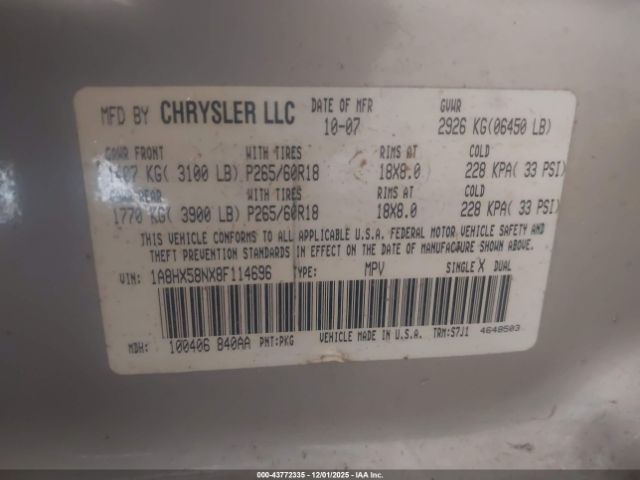 MFD BY CHRYSLER LLC DATE OF MFR GVWR
10-07 2926 KG(06450 LB)
GAWR FRONT WITH TIRES RIMS AT COLD
1407 KG( 3100 LB) P265/60R18 18X8.0 228 KPA( 33 PSI)
GAWR REAR WITH TIRES RIMS AT COLD
1770 KG( 3900 LB) P265/60R18 18X8.0 228 KPA( 33 PSI)
THIS VEHICLE CONFORMS TO ALL APPLICABLE U.S.A. FEDERAL MOTOR VEHICLE SAFETY AND
THEFT PREVENTION STANDARDS IN EFFECT ON THE DATE OF MANUFACTURE SHOWN ABOVE.
VIN: 1A8HX58NX8F114696 TYPE: MPV SINGLE X DUAL
MDH: 100406 840AA PNT:PKG VEHICLE MADE IN U.S.A. TRM:S7J1 4648503
000-43772335 - 12/01/2025 - IAAI HOLDINGS, LLC